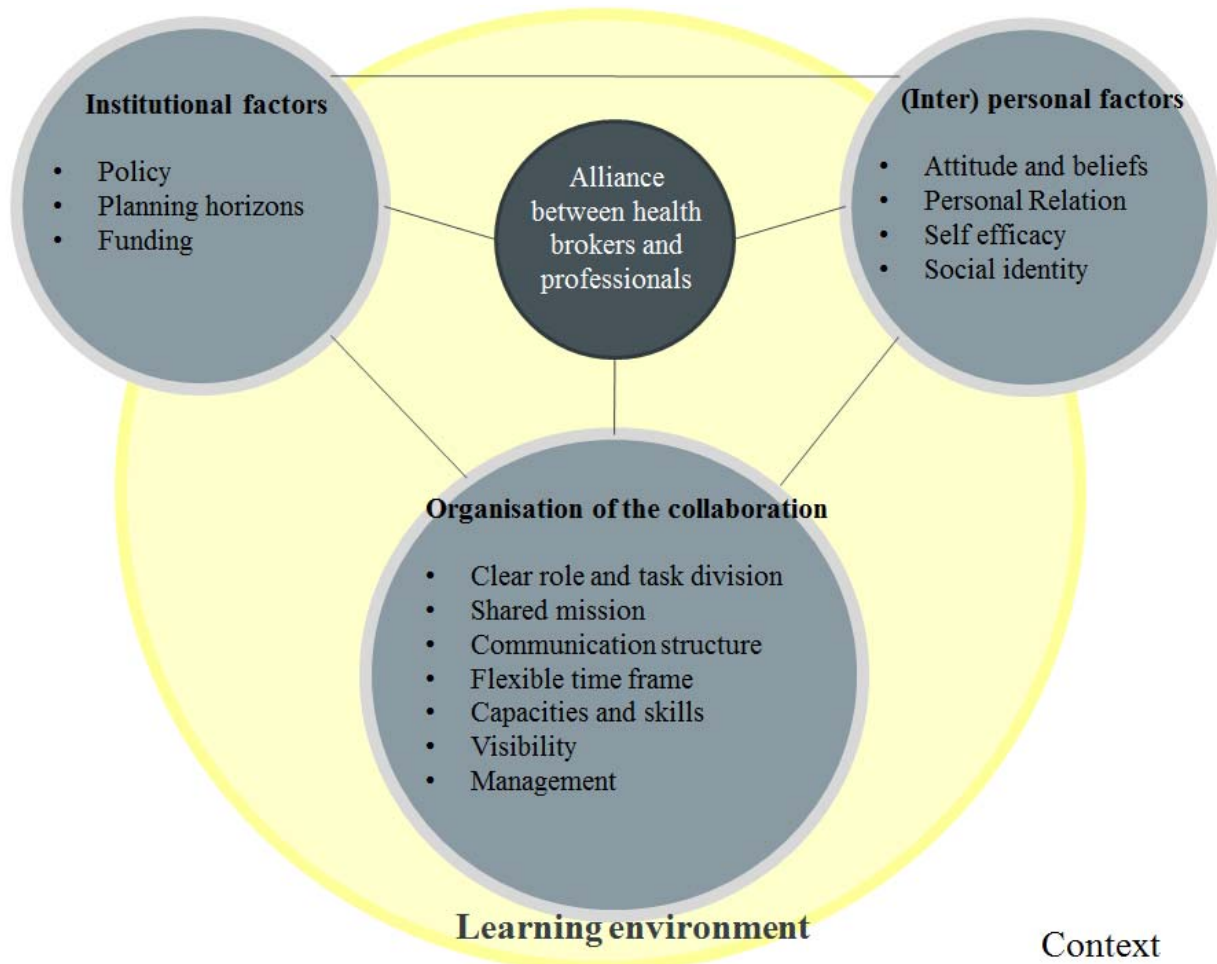 Institutional factors
• Policy
• Planning horizons
• Funding
Alliance
between health
brokers and
professionals
(Inter) personal factors
• Attitude and beliefs
• Personal Relation
• Self efficacy
• Social identity
Organisation of the collaboration
• Clear role and task division
• Shared mission
• Communication structure
• Flexible time frame
• Capacities and skills
• Visibility
• Management
Learning environment
Context